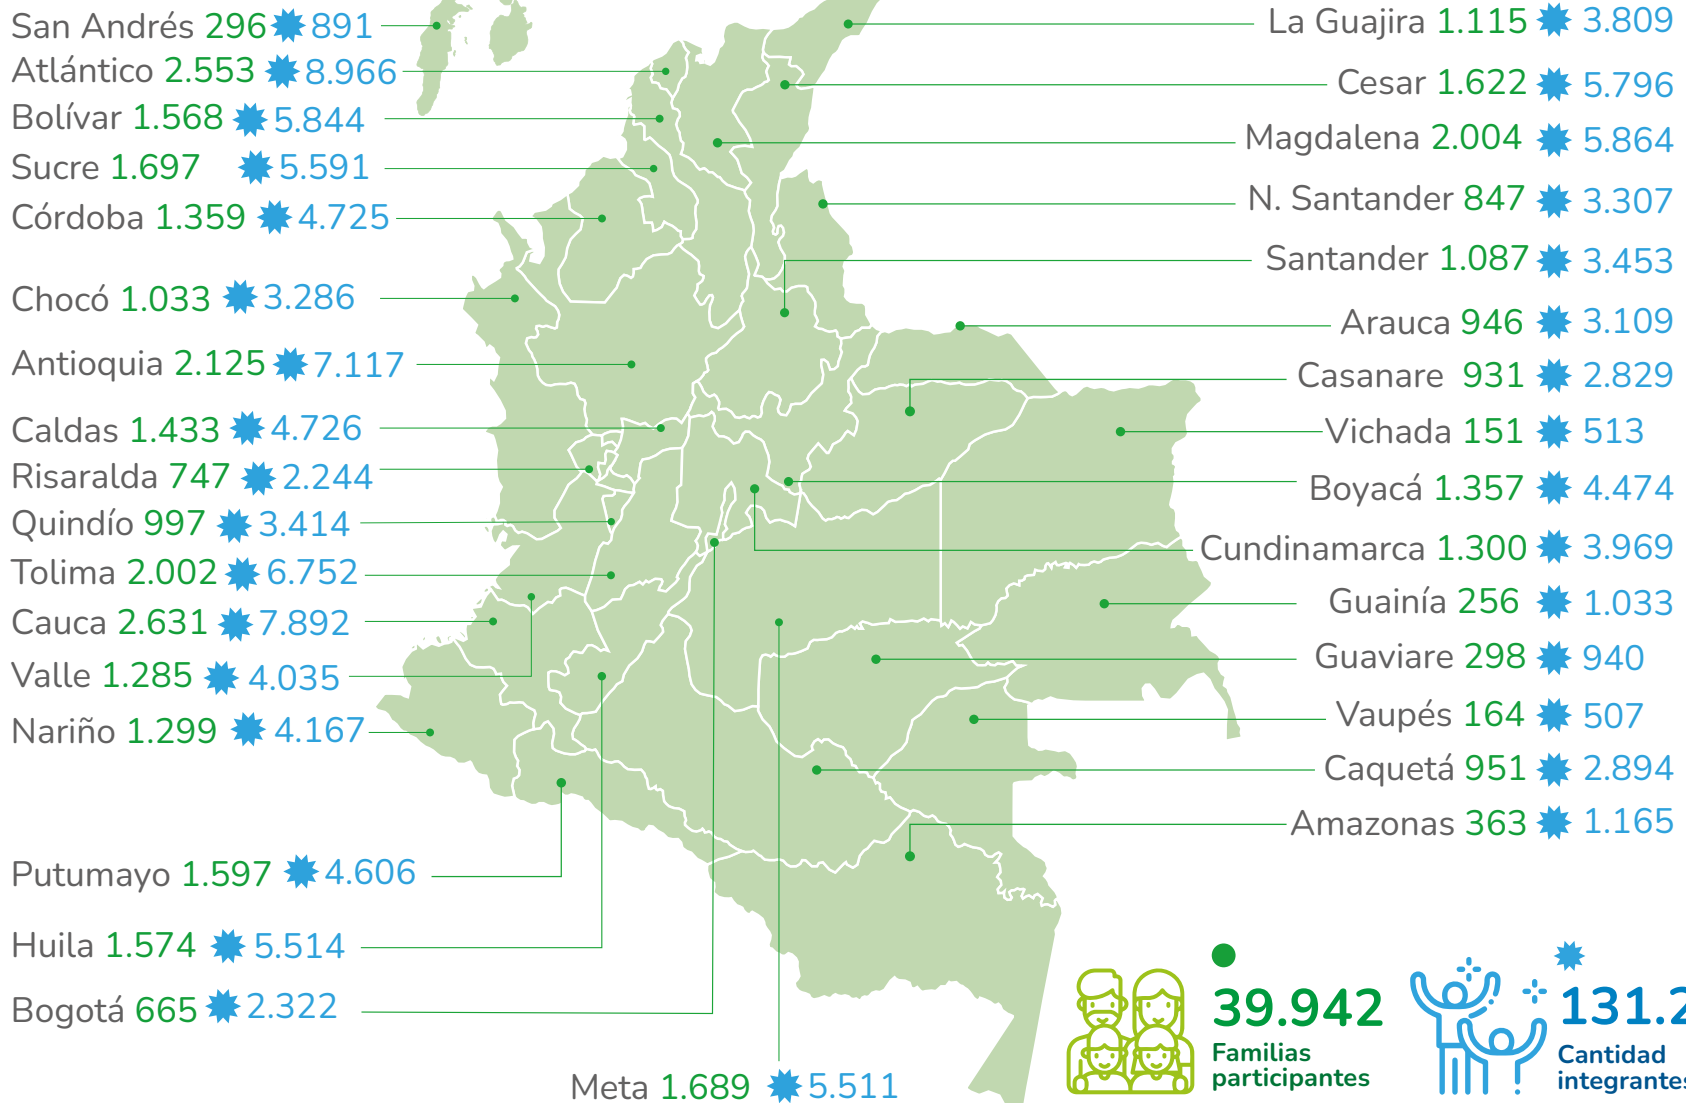 San Andrés 296 891
Atlántico 2.553 8.966
Bolívar 1.568 5.844
Sucre 1.697 5.591
Córdoba 1.359 4.725
Chocó 1.033 3.286
Antioquia 2.125 7.117
Caldas 1.433 4.726
Risaralda 747 2.244
Quindío 997 3.414
Tolima 2.002 6.752
Cauca 2.631 7.892
Valle 1.285 4.035
Nariño 1.299 4.167
Putumayo 1.597 4.606
Huila 1.574 5.514
Bogotá 665 2.322
Meta 1.689 5.511
La Guajira 1.115 3.809
Cesar 1.622 5.796
Magdalena 2.004 5.864
N. Santander 847 3.307
Santander 1.087 3.453
Arauca 946 3.109
Casanare 931 2.829
Vichada 151 513
Boyacá 1.357 4.474
Cundinamarca 1.300 3.969
Guainía 256 1.033
Guaviare 298 940
Vaupés 164 507
Caquetá 951 2.894
Amazonas 363 1.165
39.942
Familias
participantes
131.2
Cantidad
integrantes